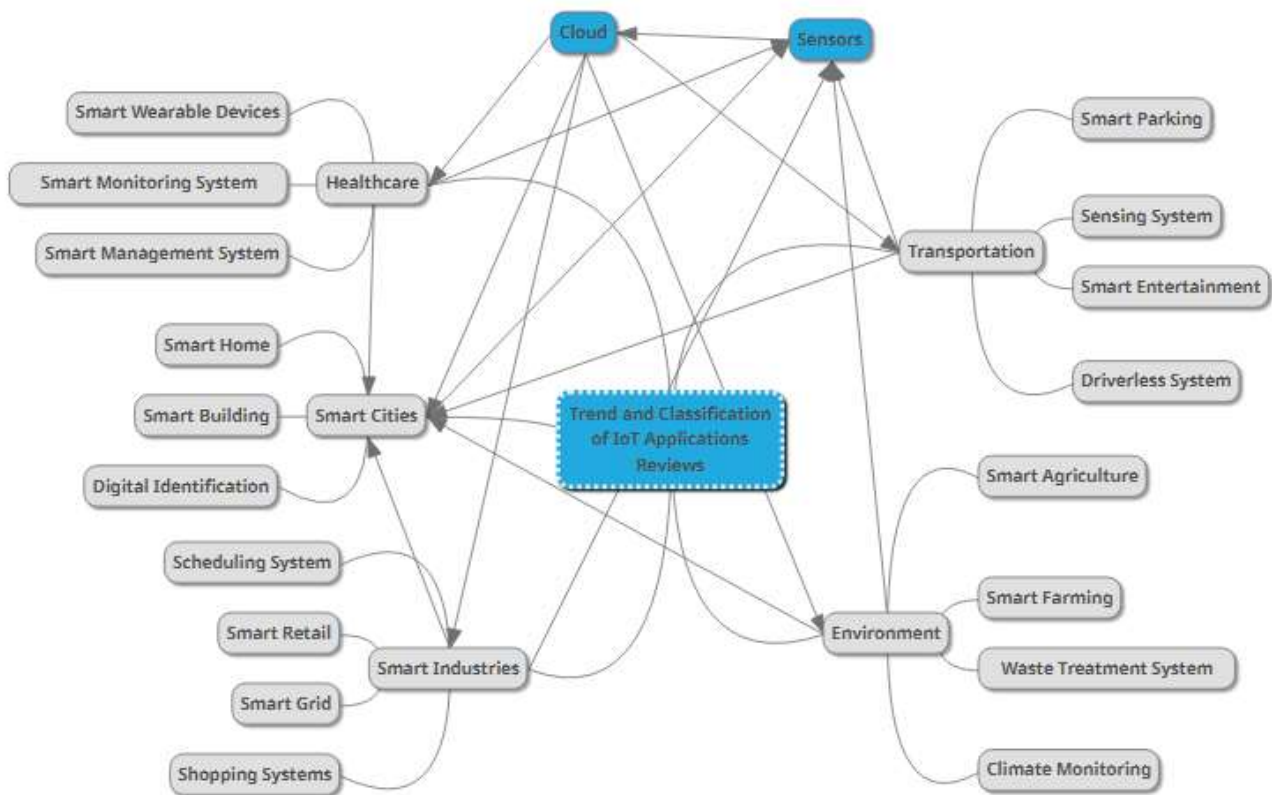 Cloud
Sensors
Smart Wearable Devices
Smart Monitoring System
Smart Management System
Healthcare
Smart Home
Smart Building
Digital Identification
Smart Cities
Scheduling System
Smart Retail
Smart Grid
Shopping Systems
Smart Industries
Trend and Classification
of IoT Applications
Reviews
Transportation
Smart Parking
Sensing System
Smart Entertainment
Driverless System
Environment
Smart Agriculture
Smart Farming
Waste Treatment System
Climate Monitoring